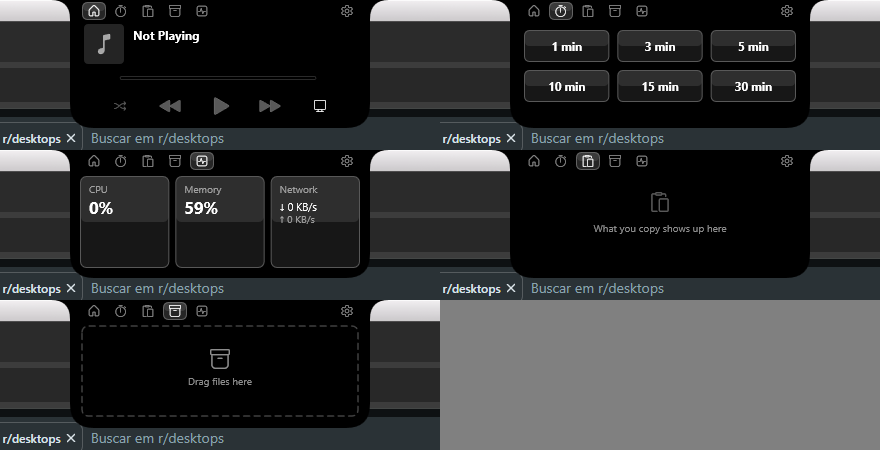 Not Playing
r/desktops ✕ Buscar em r/desktops
1 min 3 min 5 min
10 min 15 min 30 min
r/desktops ✕ Buscar em r/desktops
CPU Memory Network
0% 59% ↓ 0 KB/s
↑ 0 KB/s
r/desktops ✕ Buscar em r/desktops
What you copy shows up here
r/desktops ✕ Buscar em r/desktops
Drag files here
r/desktops ✕ Buscar em r/desktops